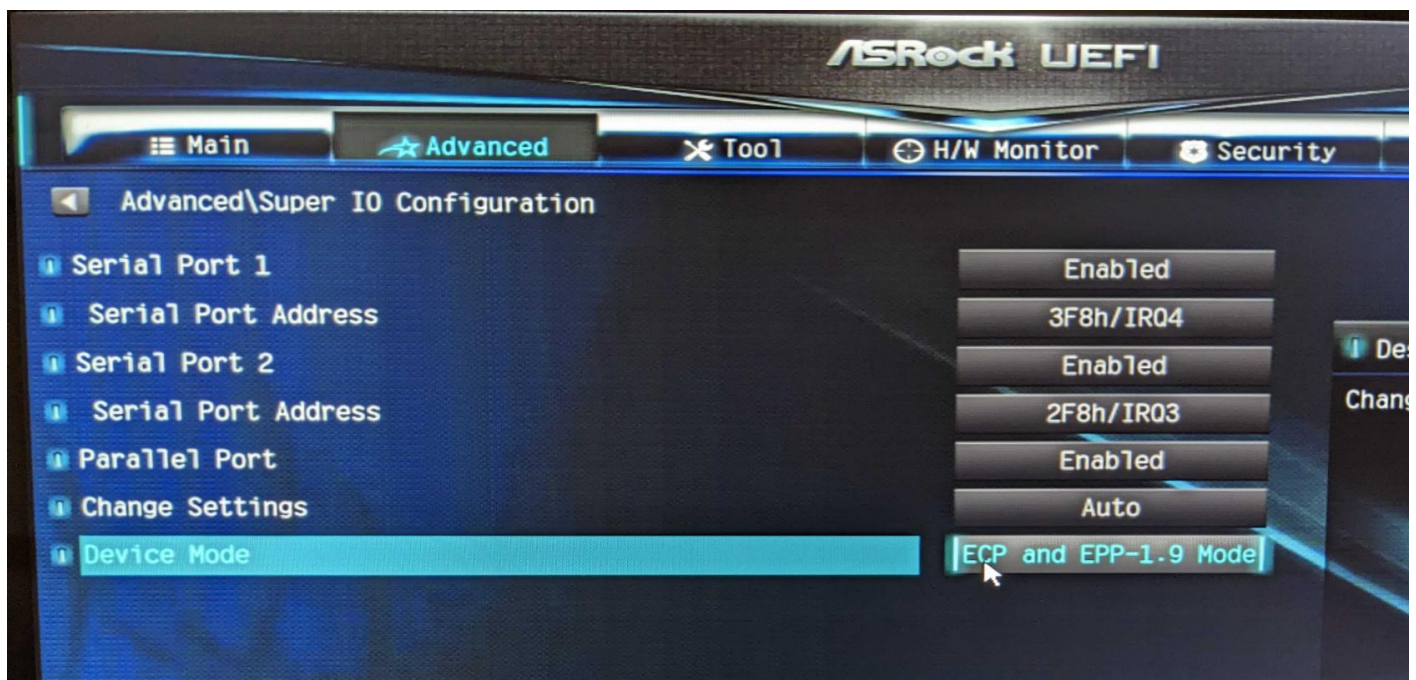 ASRock UEFI
Main Advanced Tool H/W Monitor Security
Advanced\Super IO Configuration
Serial Port 1 Enabled
Serial Port Address 3F8h/IRQ4
Serial Port 2 Enabled
Serial Port Address 2F8h/IRQ3
Parallel Port Enabled
Change Settings Auto
Device Mode ECP and EPP-1.9 Mode